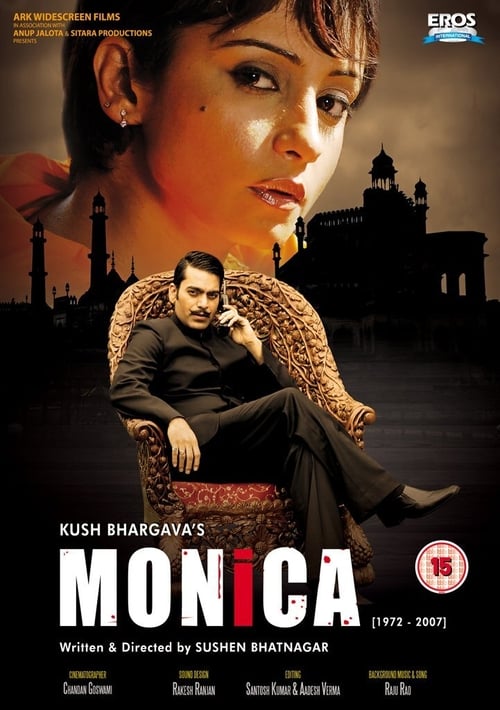 ARK WIDESCREEN FILMS
IN ASSOCIATION WITH
ANUP JALOTA & SITARA PRODUCTIONS
PRESENTS
EROS
INTERNATIONAL
KUSH BHARGAVA'S
MONiCA
[1972 - 2007]
15
Written & Directed by SUSHEN BHATNAGAR
CINEMATOGRAPHER
CHANDAN GOSWAMI
SOUND DESIGN
RAKESH RANJAN
EDITING
SANTOSH KUMAR & AADESH VERMA
BACKGROUND MUSIC & SONG
RAJU RAO